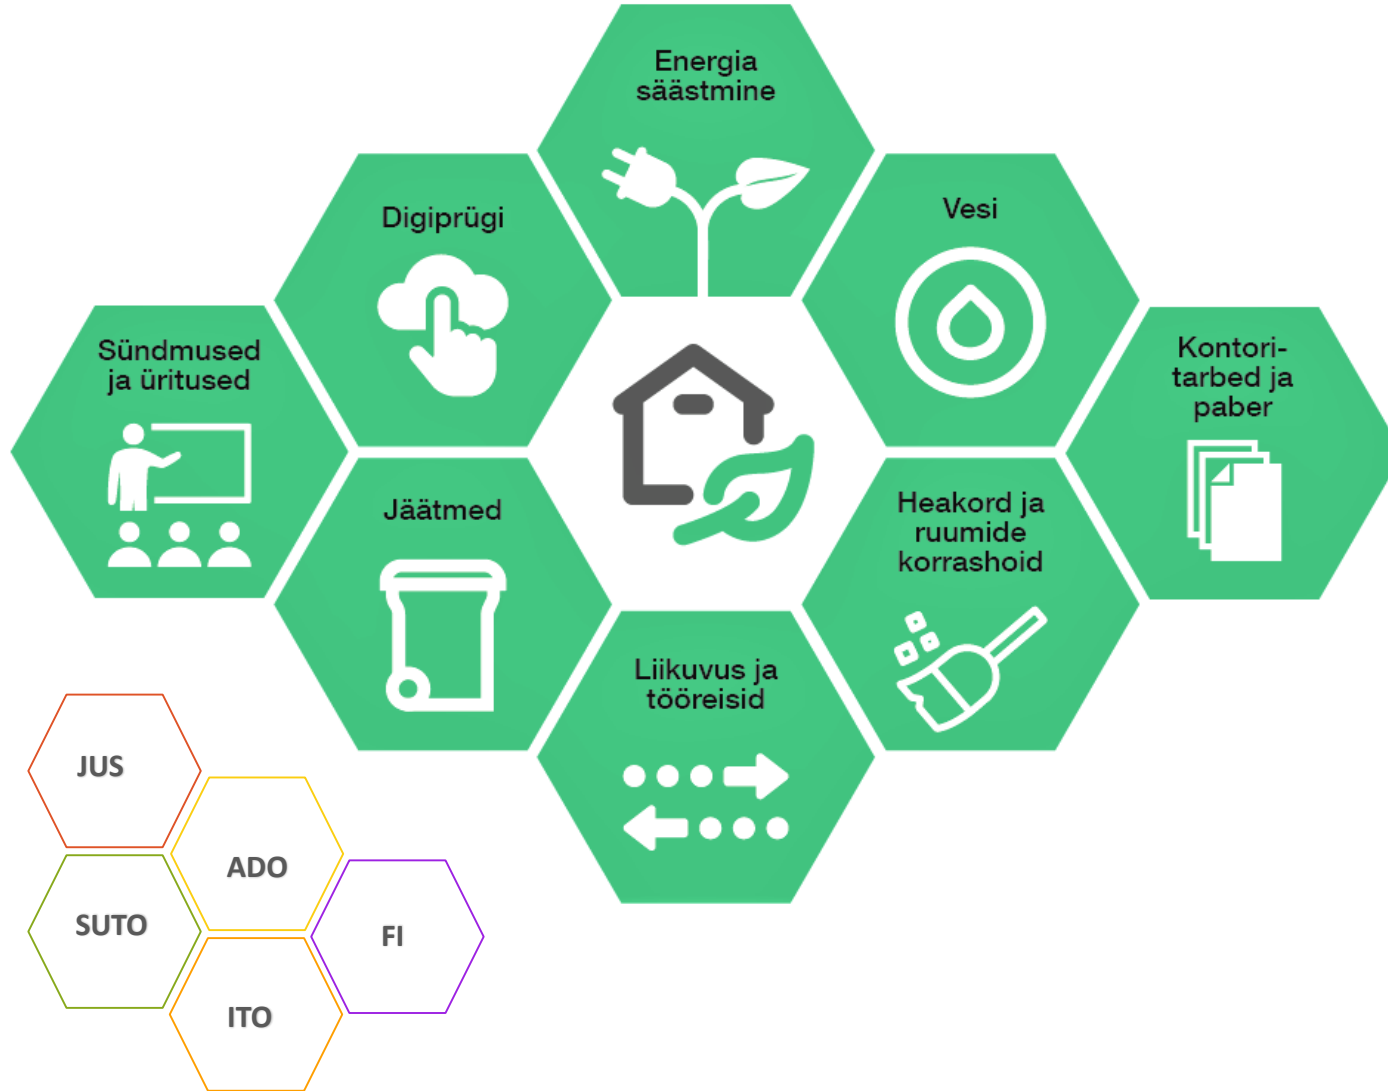 Energia
säästmine
Digiprügi
Vesi
Sündmused
ja üritused
Kontori-
tarbed ja
paber
Jäätmed
Heakord ja
ruumide
korrashoid
Liikuvus ja
tööreisid
JUS
ADO
SUTO
FI
ITO